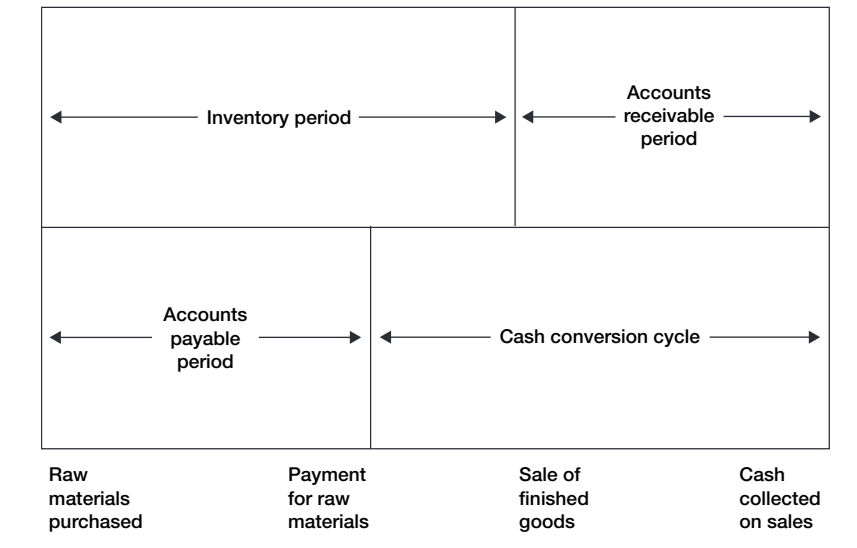 Inventory period
Accounts
receivable
period
Accounts
payable
period
Cash conversion cycle
Raw
materials
purchased
Payment
for raw
materials
Sale of
finished
goods
Cash
collected
on sales